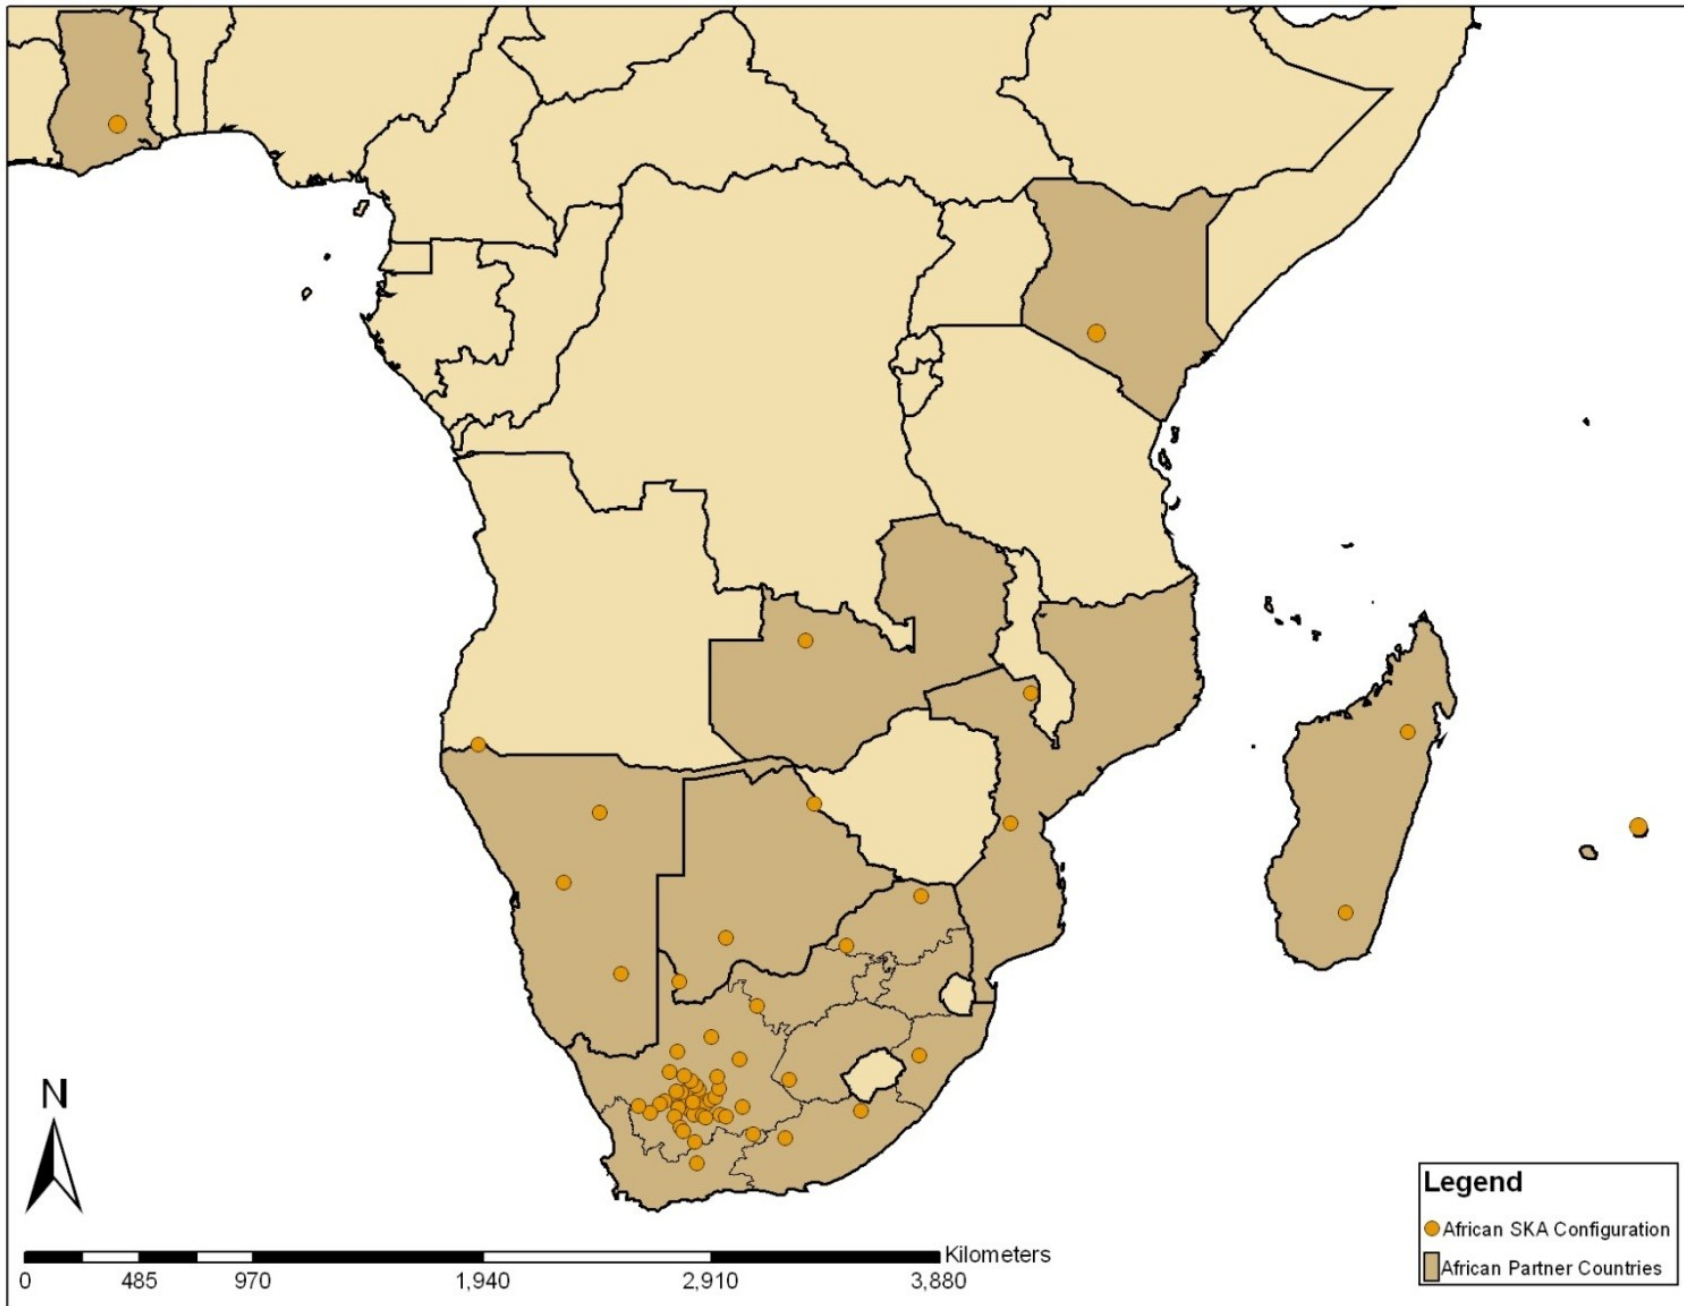 N
Kilometers
0 485 970 1,940 2,910 3,880
Legend
African SKA Configuration
African Partner Countries